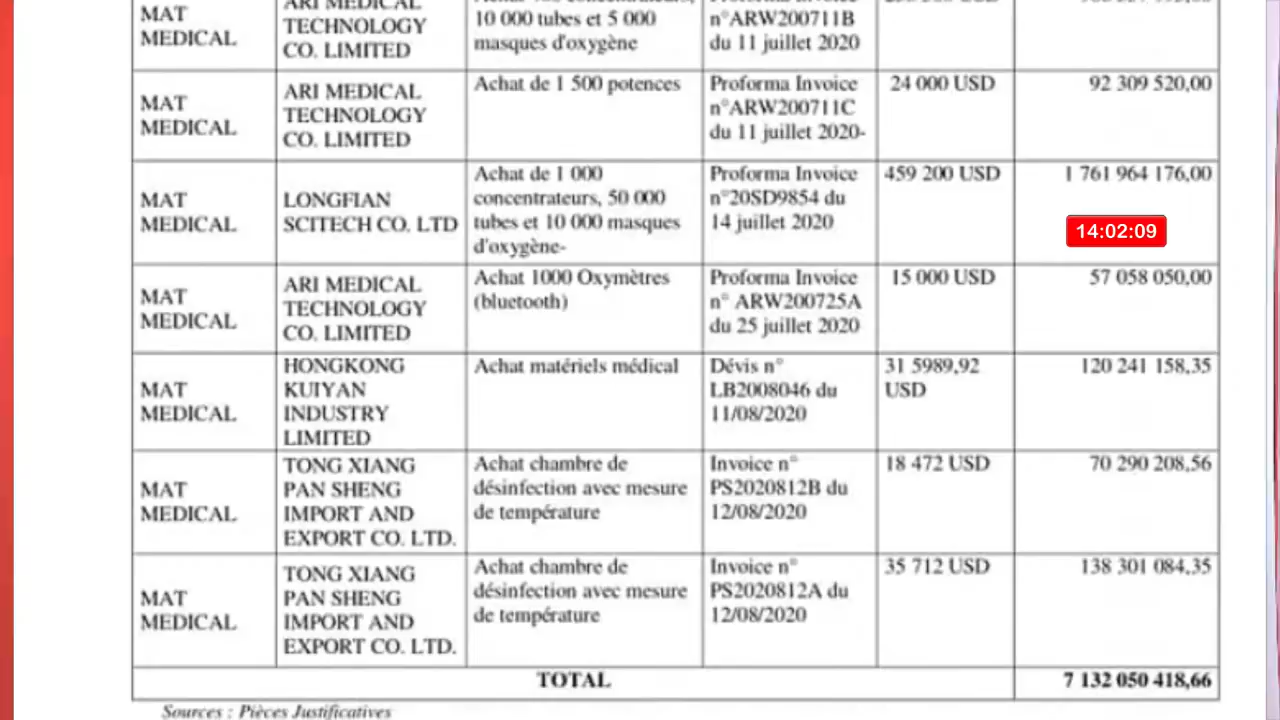 ARI MEDICAL
MAT
MEDICAL
TECHNOLOGY
CO. LIMITED
10 000 tubes et 5 000
masques d'oxygène
Proforma Invoice
n°ARW200711B
du 11 juillet 2020
MAT
MEDICAL
ARI MEDICAL
TECHNOLOGY
CO. LIMITED
Achat de 1 500 potences
Proforma Invoice
n°ARW200711C
du 11 juillet 2020-
24 000 USD
92 309 520,00
MAT
MEDICAL
LONGFIAN
SCITECH CO. LTD
Achat de 1 000
concentrateurs, 50 000
tubes et 10 000 masques
d'oxygène-
Proforma Invoice
n°20SD9854 du
14 juillet 2020
459 200 USD
1 761 964 176,00
14:02:09
MAT
MEDICAL
ARI MEDICAL
TECHNOLOGY
CO. LIMITED
Achat 1000 Oxymètres
(bluetooth)
Proforma Invoice
n° ARW200725A
du 25 juillet 2020
15 000 USD
57 058 050,00
MAT
MEDICAL
HONGKONG
KUIYAN
INDUSTRY
LIMITED
Achat matériels médical
Dévis n°
LB2008046 du
11/08/2020
31 5989,92
USD
120 241 158,35
MAT
MEDICAL
TONG XIANG
PAN SHENG
IMPORT AND
EXPORT CO. LTD.
Achat chambre de
désinfection avec mesure
de température
Invoice n°
PS2020812B du
12/08/2020
18 472 USD
70 290 208,56
MAT
MEDICAL
TONG XIANG
PAN SHENG
IMPORT AND
EXPORT CO. LTD.
Achat chambre de
désinfection avec mesure
de température
Invoice n°
PS2020812A du
12/08/2020
35 712 USD
138 301 084,35
TOTAL
7 132 050 418,66
Sources : Pièces Justificatives